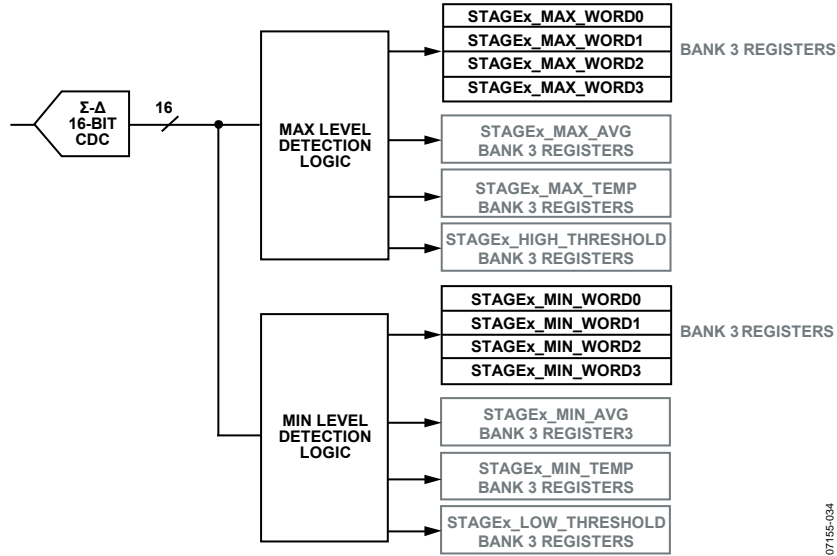 STAGEx_MAX_WORD0
STAGEx_MAX_WORD1
STAGEx_MAX_WORD2
STAGEx_MAX_WORD3
BANK 3 REGISTERS
Σ-Δ
16-BIT
CDC
16
MAX LEVEL
DETECTION
LOGIC
STAGEx_MAX_AVG
BANK 3 REGISTERS
STAGEx_MAX_TEMP
BANK 3 REGISTERS
STAGEx_HIGH_THRESHOLD
BANK 3 REGISTERS
STAGEx_MIN_WORD0
STAGEx_MIN_WORD1
STAGEx_MIN_WORD2
STAGEx_MIN_WORD3
BANK 3 REGISTERS
MIN LEVEL
DETECTION
LOGIC
STAGEx_MIN_AVG
BANK 3 REGISTER3
STAGEx_MIN_TEMP
BANK 3 REGISTERS
STAGEx_LOW_THRESHOLD
BANK 3 REGISTERS
07155-034